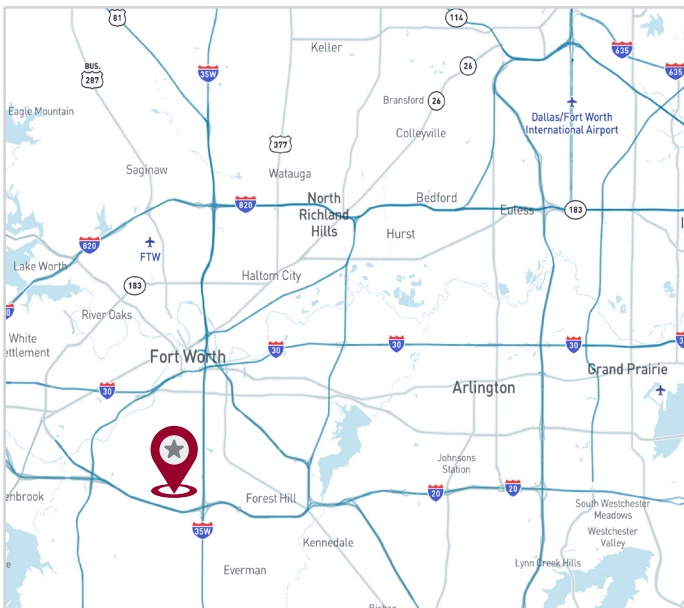 81
114
35W
Keller
635
BUS.
287
26
635
Eagle Mountain
Bransford
26
Dallas/Fort Worth
International Airport
Colleyville
377
Saginaw
Watauga
North
Richland
Hills
Bedford
820
Euless
183
Hurst
820
FTW
Lake Worth
Haltom City
183
River Oaks
White
ettlement
Fort Worth
30
30
30
Grand Prairie
30
Arlington
Johnsons
Station
enbrook
Forest Hill
20
20
South Westchester
Meadows
35W
Kennedale
Westchester
Valley
Everman
Lynn Creek Hills